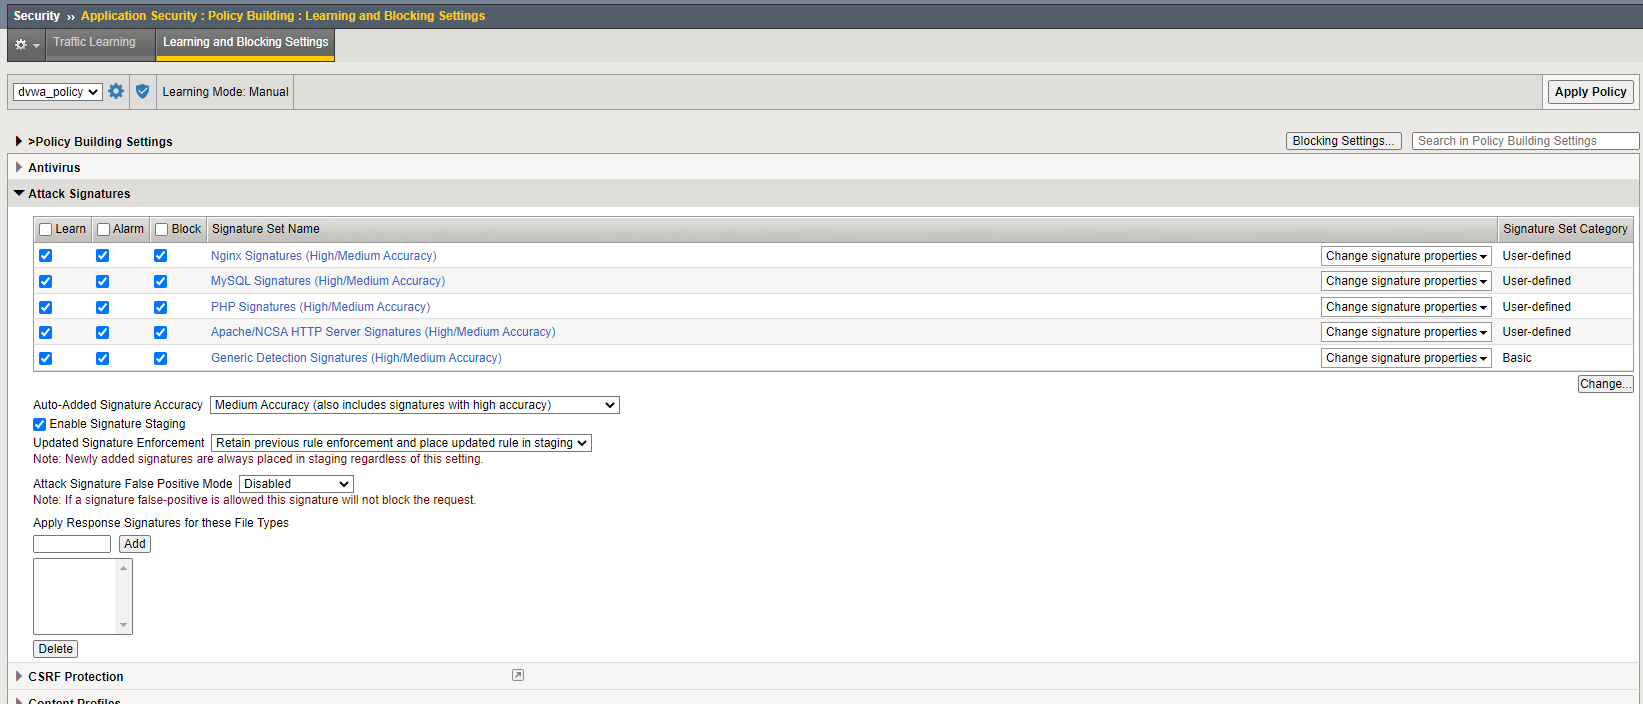 Security ›› Application Security : Policy Building : Learning and Blocking Settings
Traffic Learning Learning and Blocking Settings
dvwa_policy Learning Mode: Manual Apply Policy
>Policy Building Settings Blocking Settings... Search in Policy Building Settings
Antivirus
Attack Signatures
Learn Alarm Block Signature Set Name Signature Set Category
Nginx Signatures (High/Medium Accuracy) Change signature properties User-defined
MySQL Signatures (High/Medium Accuracy) Change signature properties User-defined
PHP Signatures (High/Medium Accuracy) Change signature properties User-defined
Apache/NCSA HTTP Server Signatures (High/Medium Accuracy) Change signature properties User-defined
Generic Detection Signatures (High/Medium Accuracy) Change signature properties Basic
Change...
Auto-Added Signature Accuracy Medium Accuracy (also includes signatures with high accuracy)
Enable Signature Staging
Updated Signature Enforcement Retain previous rule enforcement and place updated rule in staging
Note: Newly added signatures are always placed in staging regardless of this setting.
Attack Signature False Positive Mode Disabled
Note: If a signature false-positive is allowed this signature will not block the request.
Apply Response Signatures for these File Types
Add
Delete
CSRF Protection
Content Profiles